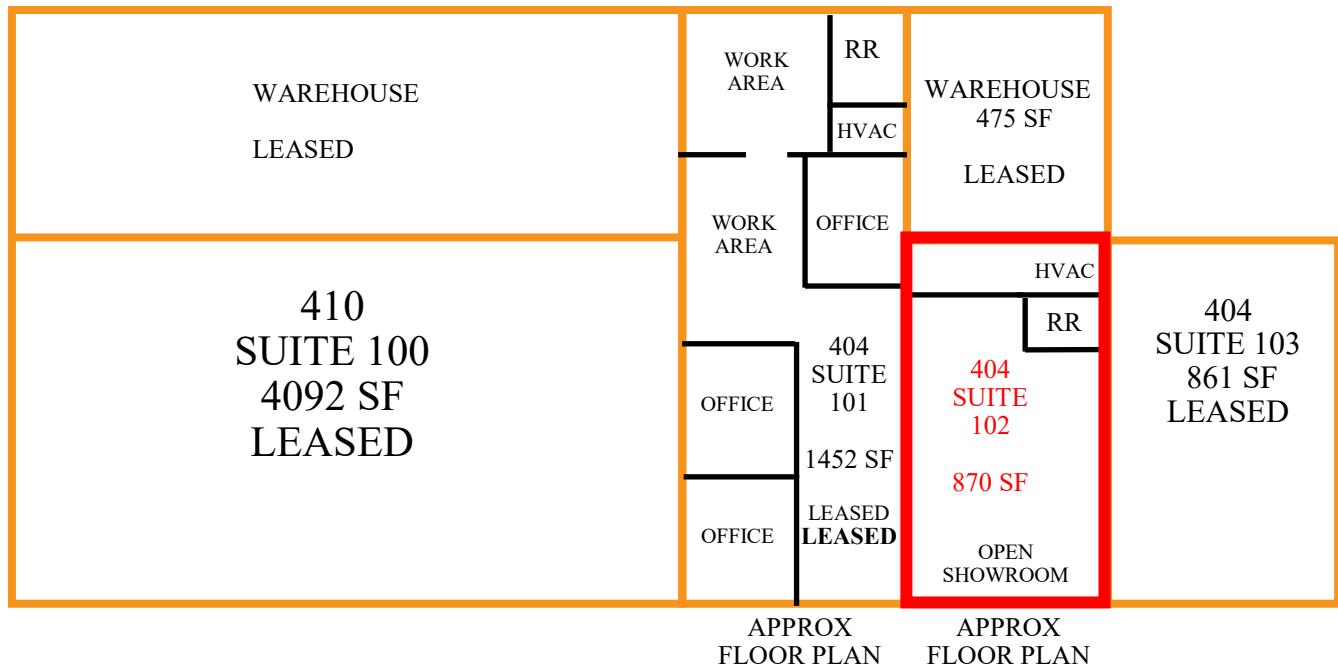 WAREHOUSE
LEASED
WORK
AREA
RR
HVAC
WAREHOUSE
475 SF
LEASED
WORK
AREA
OFFICE
HVAC
RR
410
SUITE 100
4092 SF
LEASED
OFFICE
OFFICE
404
SUITE
101
1452 SF
LEASED
LEASED
404
SUITE
102
870 SF
OPEN
SHOWROOM
404
SUITE 103
861 SF
LEASED
APPROX
FLOOR PLAN
APPROX
FLOOR PLAN